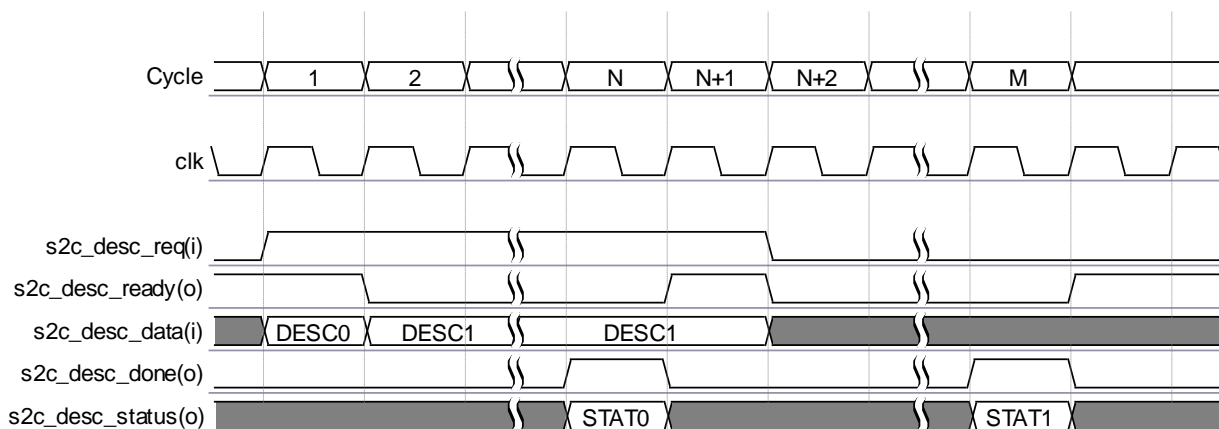 Cycle 1 2 N N+1 N+2 M
clk
s2c_desc_req(i)
s2c_desc_ready(o)
s2c_desc_data(i) DESC0 DESC1 DESC1
s2c_desc_done(o)
s2c_desc_status(o) STAT0 STAT1